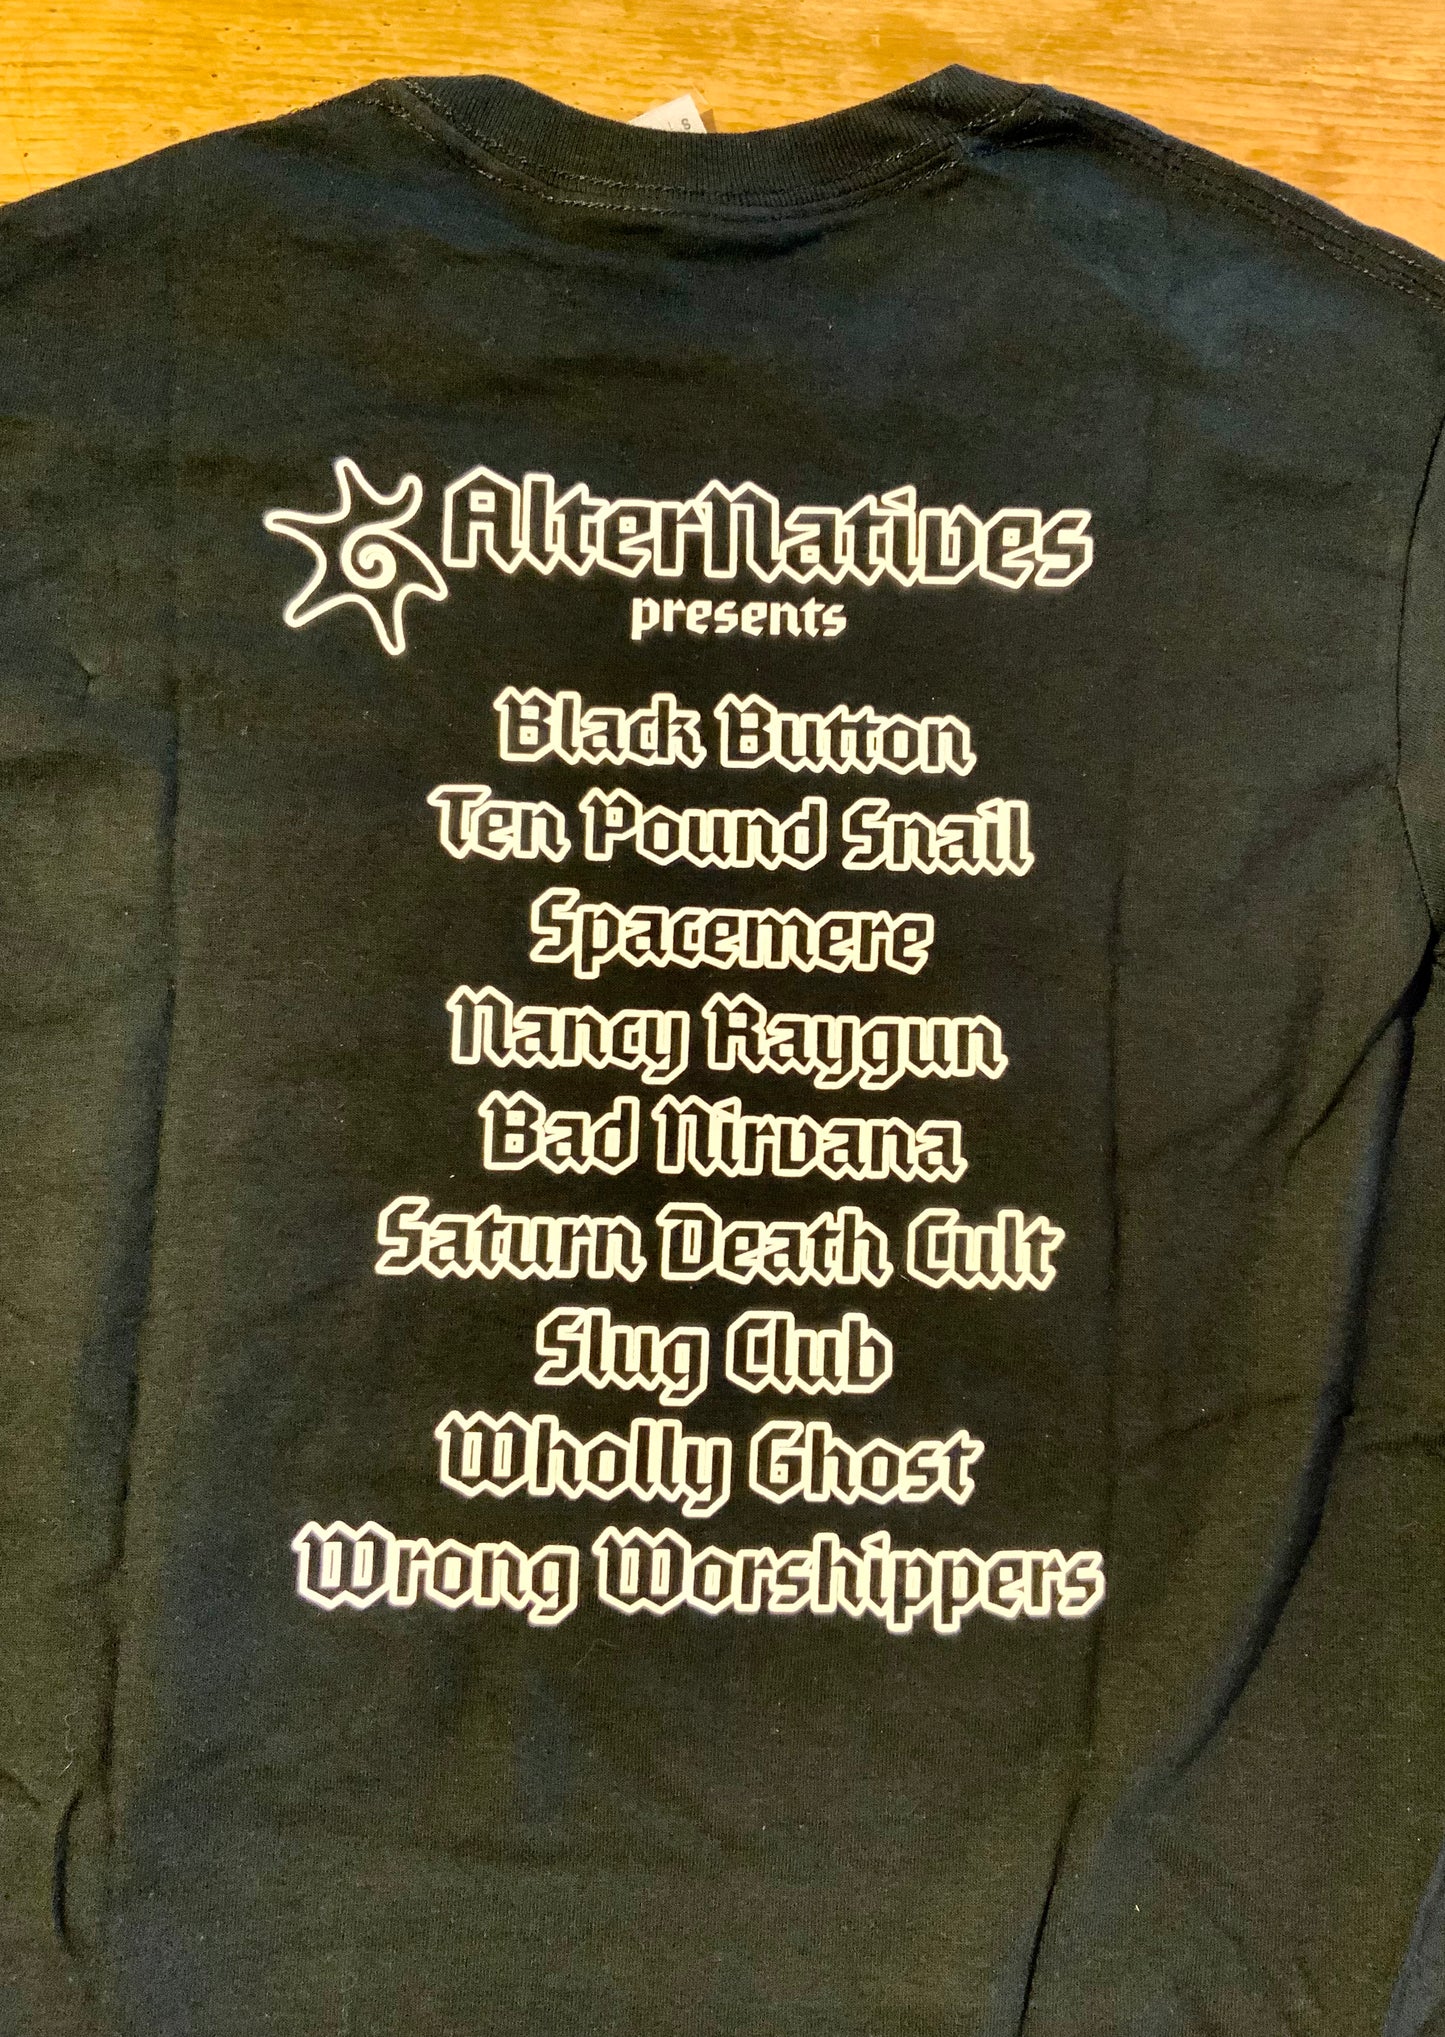 S
AlterNatives
presents
Black Button
Ten Pound Snail
Spacemere
Nancy Raygun
Bad Nirvana
Saturn Death Cult
Slug Club
Wholly Ghost
Wrong Worshippers